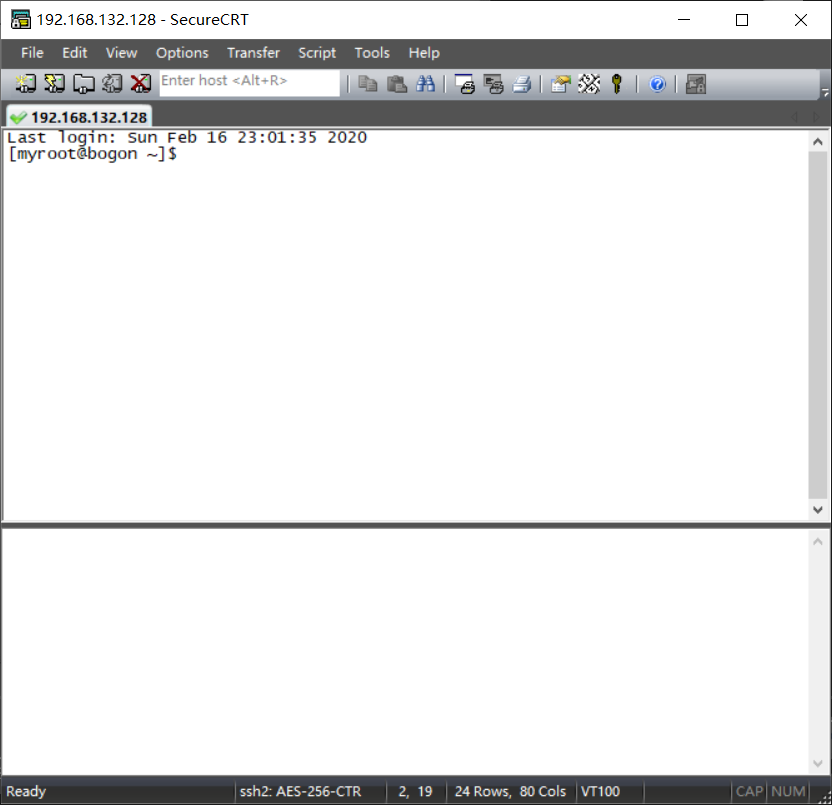 192.168.132.128 - SecureCRT
File Edit View Options Transfer Script Tools Help
Enter host <Alt+R>
192.168.132.128
Last login: Sun Feb 16 23:01:35 2020
[myroot@bogon ~]$
Ready ssh2: AES-256-CTR 2, 19 24 Rows, 80 Cols VT100 CAP NUM